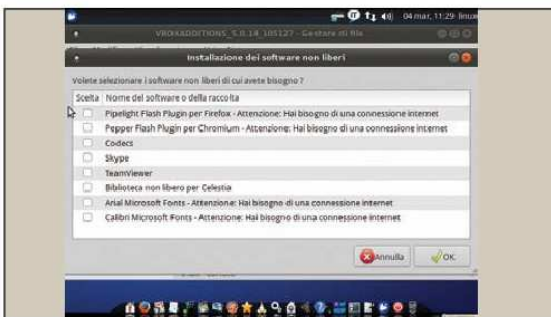 04 mar, 11:29 linux
VBOXADDITIONS_5.0.14_105127 - Gestore di file
Installazione dei software non liberi
Volete selezionare i software non liberi di cui avete bisogno ?
Scelta Nome del software o della raccolta
Pipelight Flash Plugin per Firefox - Attenzione: Hai bisogno di una connessione internet
Pepper Flash Plugin per Chromium - Attenzione: Hai bisogno di una connessione internet
Codecs
Skype
TeamViewer
Biblioteca non libero per Celestia
Arial Microsoft Fonts - Attenzione: Hai bisogno di una connessione internet
Calibri Microsoft Fonts - Attenzione: Hai bisogno di una connessione internet
Annulla OK